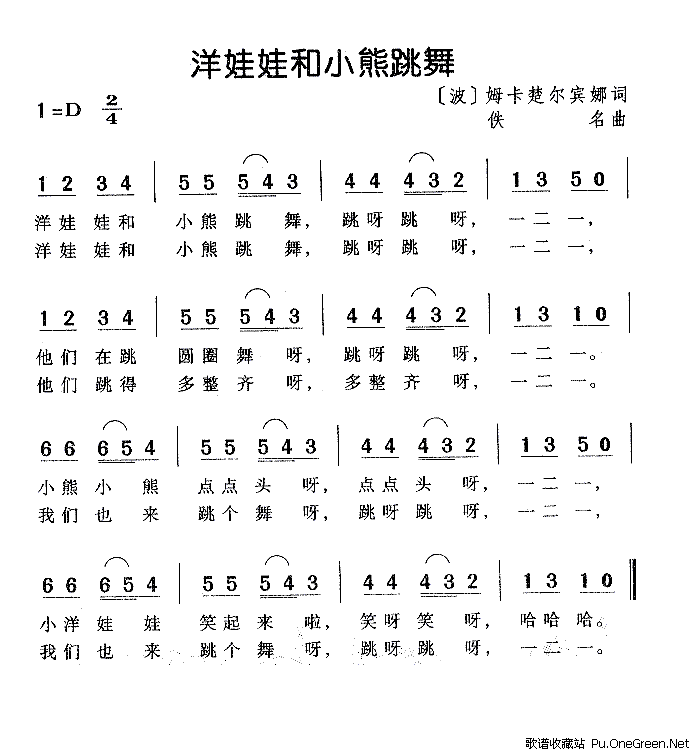 洋娃娃和小熊跳舞
1=D 2/4
〔波〕姆卡楚尔宾娜词
佚 名曲
1 2 3 4 | 5 5 5 4 3 | 4 4 4 3 2 | 1 3 5 0 |
洋娃 娃和 小熊跳 舞, 跳呀跳 呀, 一二一,
洋娃 娃和 小熊跳 舞, 跳呀跳 呀, 一二一,
1 2 3 4 | 5 5 5 4 3 | 4 4 4 3 2 | 1 3 1 0 |
他们 在跳 圆圈舞 呀, 跳呀跳 呀, 一二一。
他们 跳得 多整齐 呀, 多整齐 呀, 一二一。
6 6 6 5 4 | 5 5 5 4 3 | 4 4 4 3 2 | 1 3 5 0 |
小熊小 熊 点点头 呀, 点点头 呀, 一二一,
我们也 来 跳个舞 呀, 跳呀跳 呀, 一二一,
6 6 6 5 4 | 5 5 5 4 3 | 4 4 4 3 2 | 1 3 1 0 ‖
小洋娃 娃 笑起来 啦, 笑呀笑 呀, 哈哈哈。
我们也 来 跳个舞 呀, 跳呀跳 呀, 一二一。
歌谱收藏站 Pu.OneGreen.Net